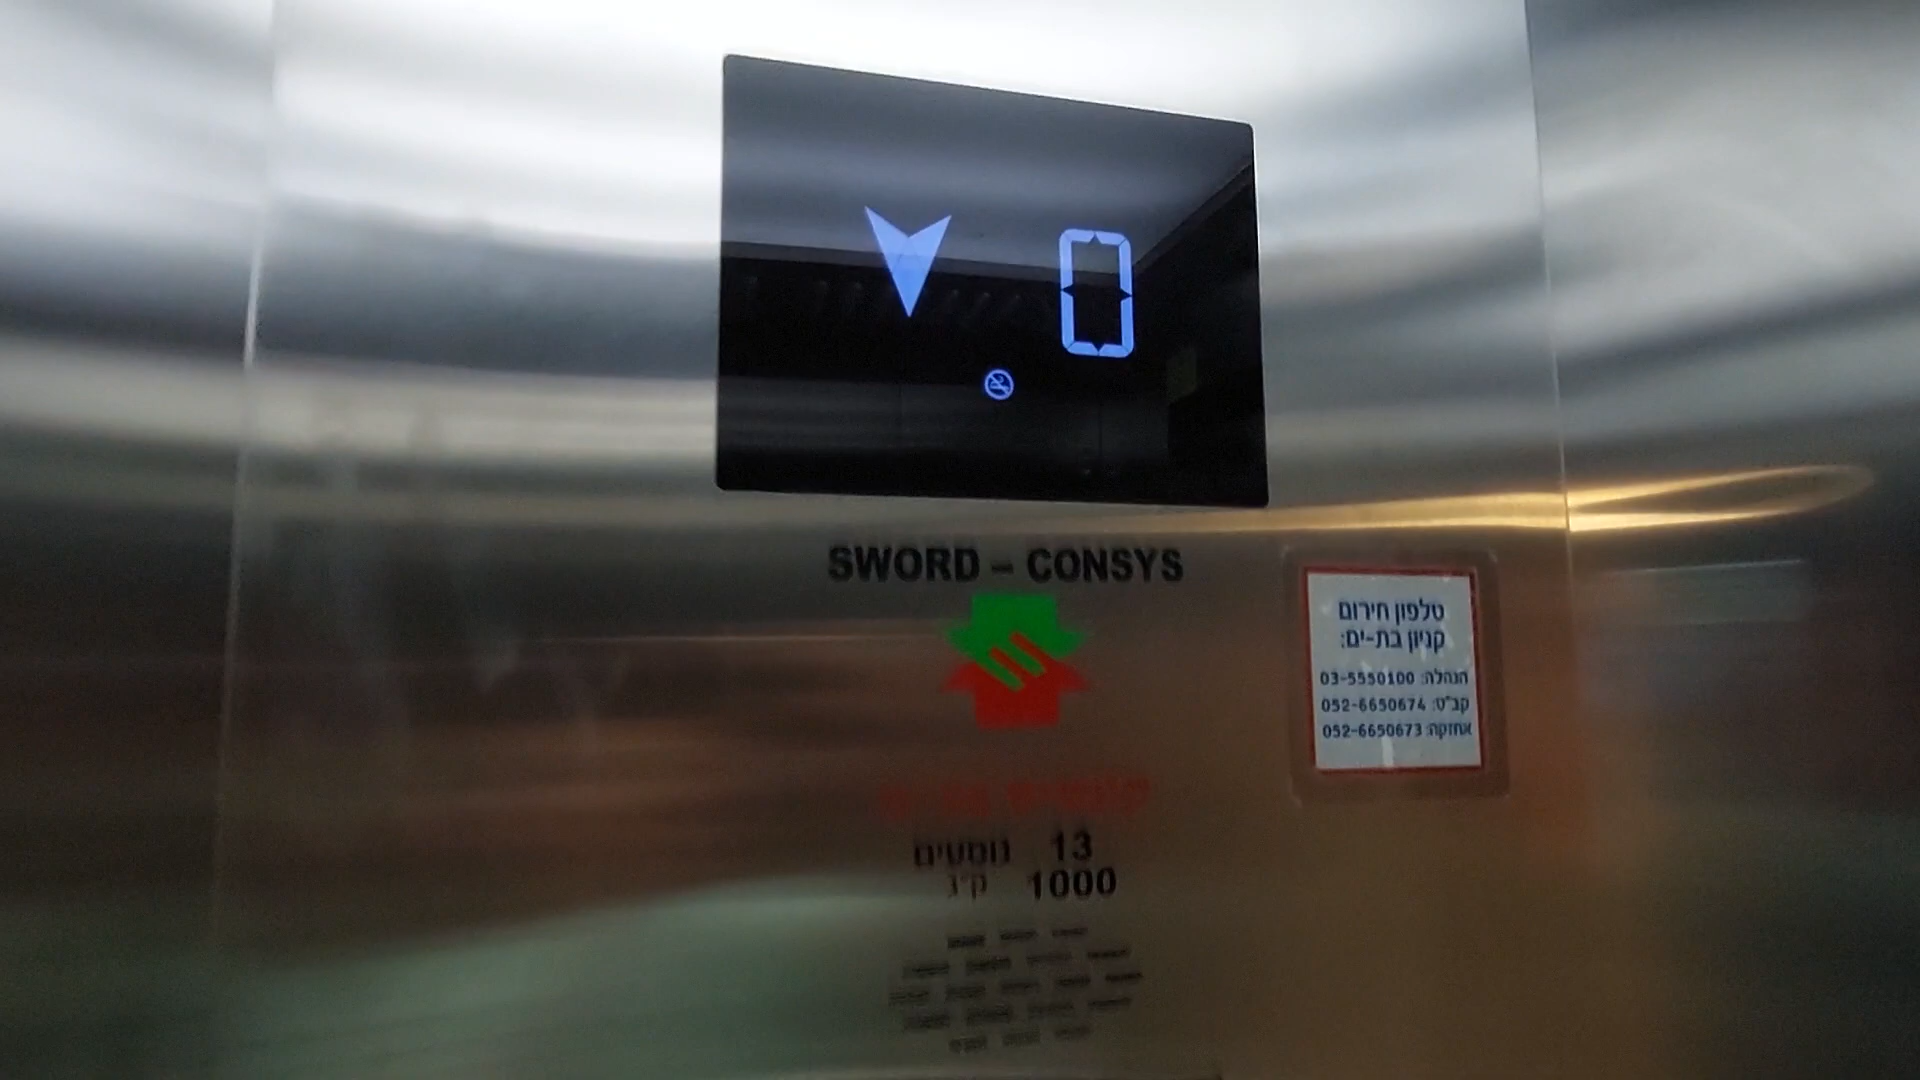 0
SWORD - CONSYS
טלפון חירום
קניון בת-ים:
הנהלה: 03-5550100
קב"ט: 052-6650674
אחזקה: 052-6650673
13 נוסעים
1000 ק"ג